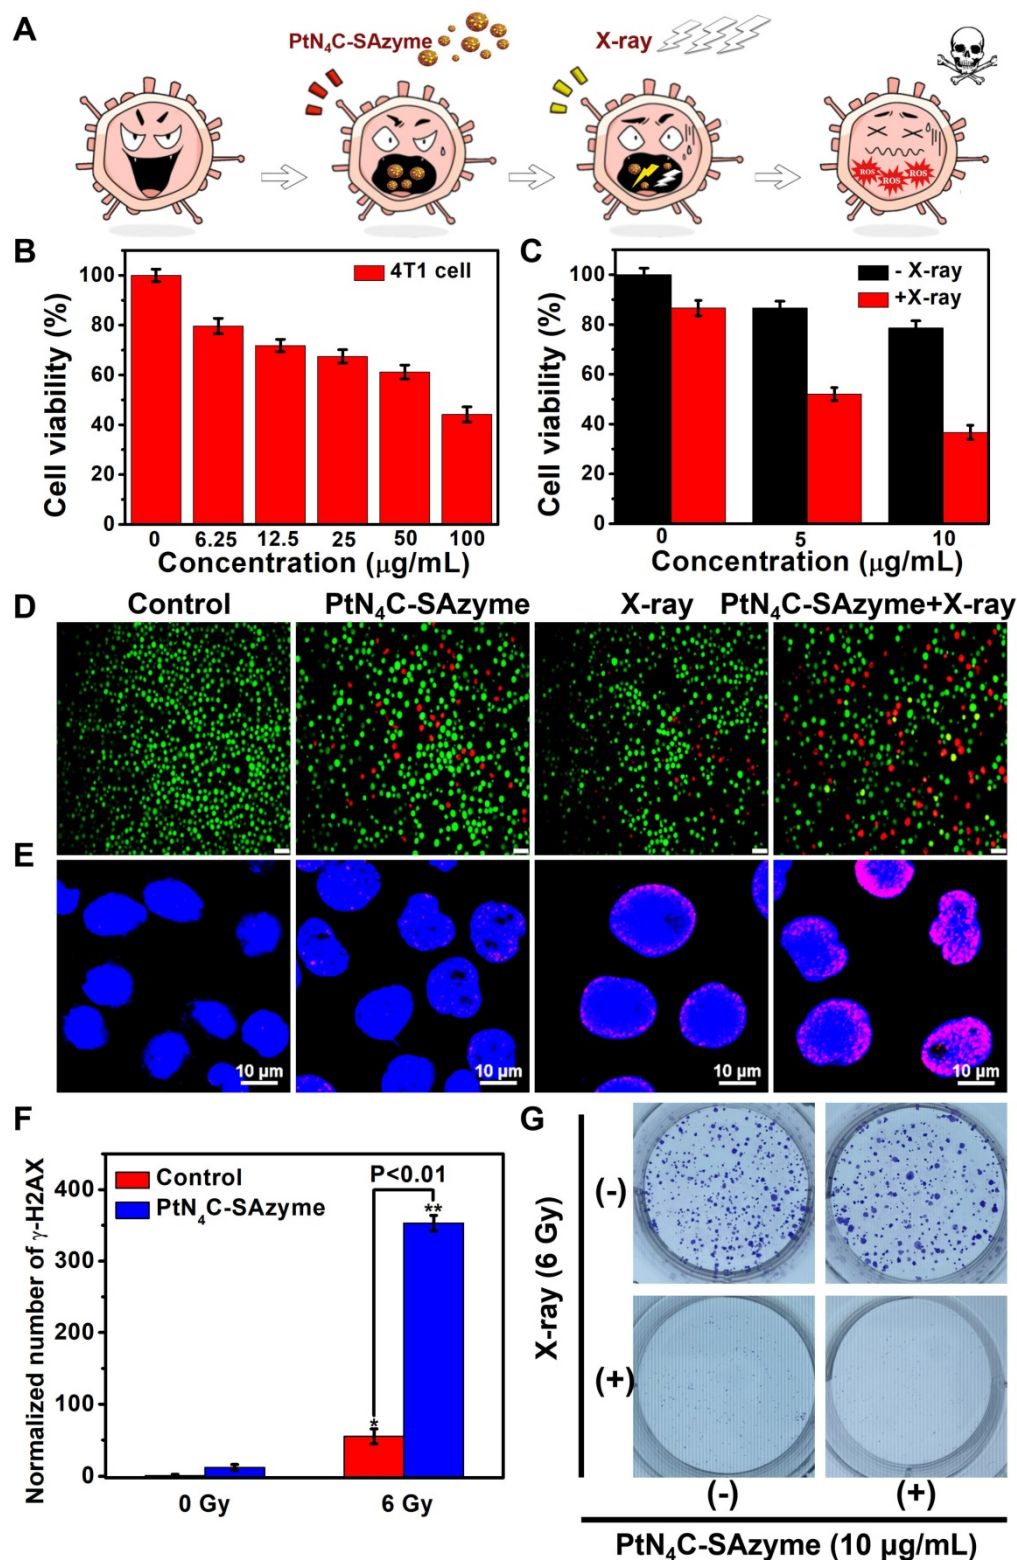 A
PtN₄C-SAzyme
X-ray
ROS
ROS
ROS
B
4T1 cell
Cell viability (%)
100
80
60
40
20
0
0 6.25 12.5 25 50 100
Concentration (μg/mL)
C
- X-ray
+X-ray
Cell viability (%)
100
80
60
40
20
0
0 5 10
Concentration (μg/mL)
D
Control PtN₄C-SAzyme X-ray PtN₄C-SAzyme+X-ray
E
10 μm 10 μm 10 μm 10 μm
F
Control
PtN₄C-SAzyme
P<0.01
**
*
Normalized number of γ-H2AX
400
300
200
100
0
0 Gy 6 Gy
G
X-ray (6 Gy)
(-)
(+)
(-) (+)
PtN₄C-SAzyme (10 μg/mL)